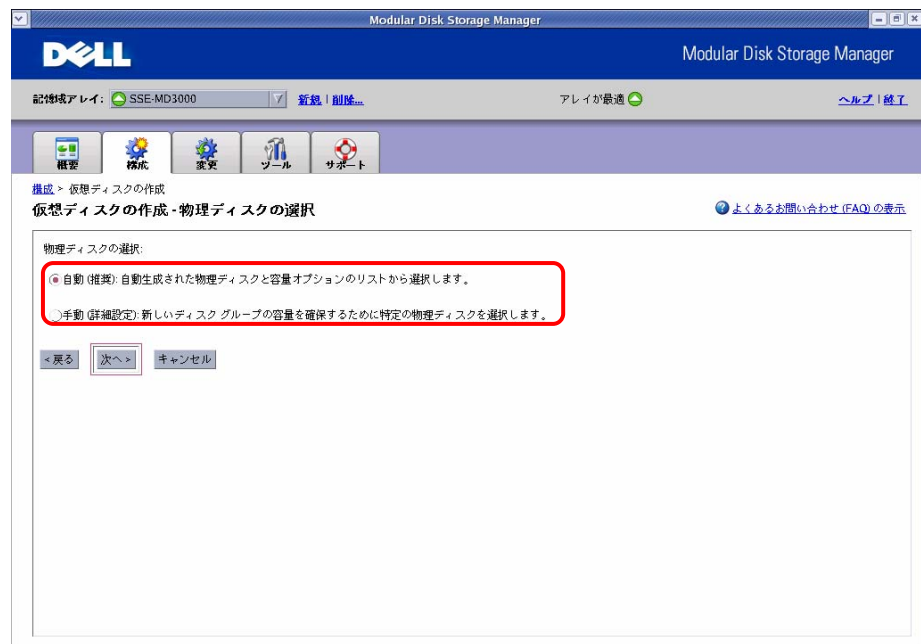 Modular Disk Storage Manager
DELL
Modular Disk Storage Manager
記憶域アレイ: SSE-MD3000 新規 | 削除...
アレイが最適
ヘルプ | 終了
概要 構成 変更 ツール サポート
構成 > 仮想ディスクの作成
仮想ディスクの作成 - 物理ディスクの選択
よくあるお問い合わせ (FAQ) の表示
物理ディスクの選択:
自動 (推奨): 自動生成された物理ディスクと容量オプションのリストから選択します。
手動 (詳細設定): 新しいディスク グループの容量を確保するために特定の物理ディスクを選択します。
< 戻る 次へ > キャンセル